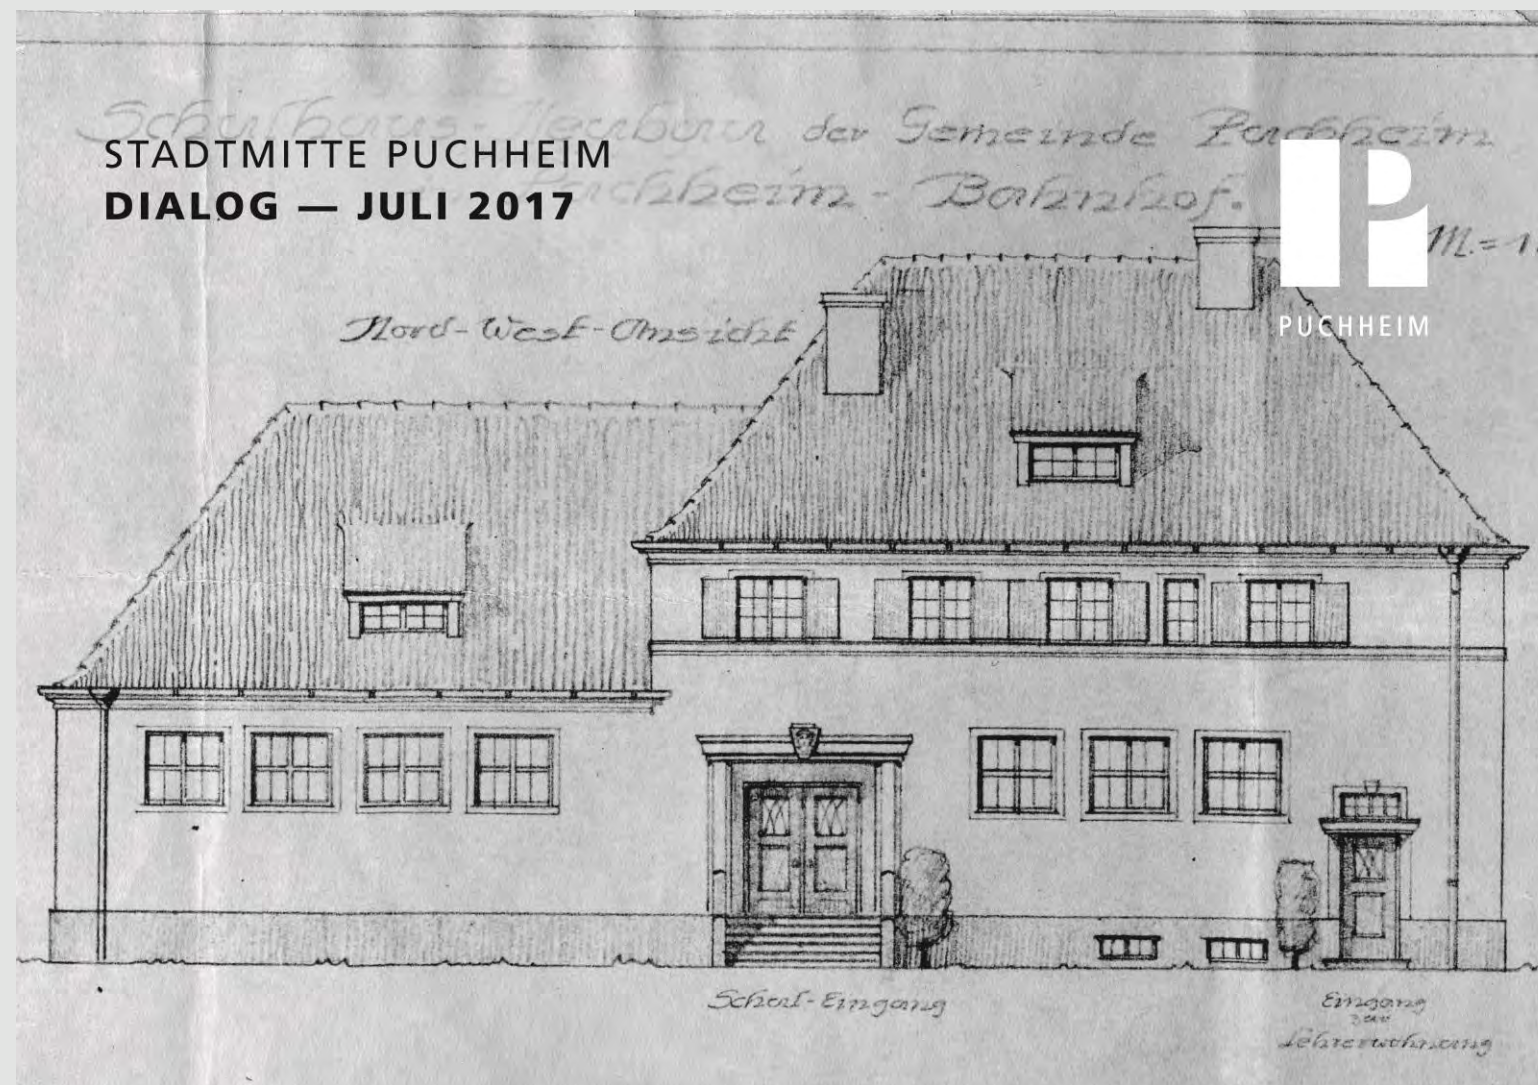 Schulhaus-Neubau der Gemeinde Puchheim
STADTMITTE PUCHHEIM
Puchheim-Bahnhof.
DIALOG — JULI 2017
M.=1
PUCHHEIM
Nord-West-Ansicht
Schul-Eingang
Eingang
zur
Lehrerwohnung